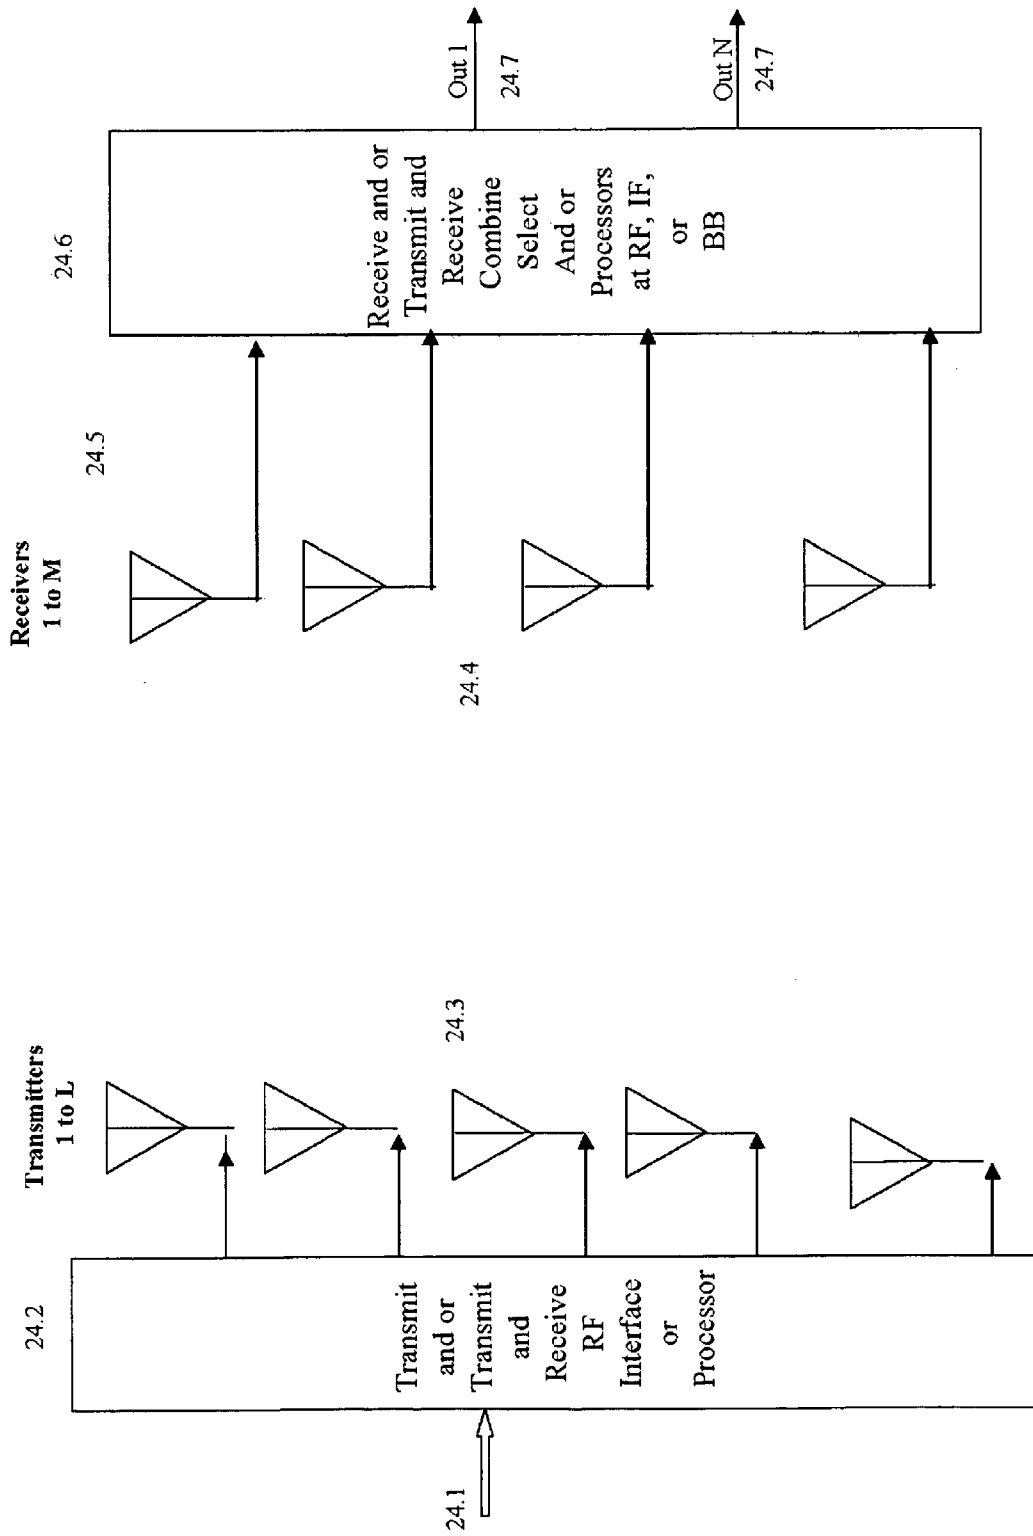 24.1
24.2
Transmit
and or
Transmit
and
Receive
RF
Interface
or
Processor
Transmitters
1 to L
24.3
24.4
Receivers
1 to M
24.5
24.6
Receive and or
Transmit and
Receive
Combine
Select
And or
Processors
at RF, IF,
or
BB
Out 1
24.7
Out N
24.7